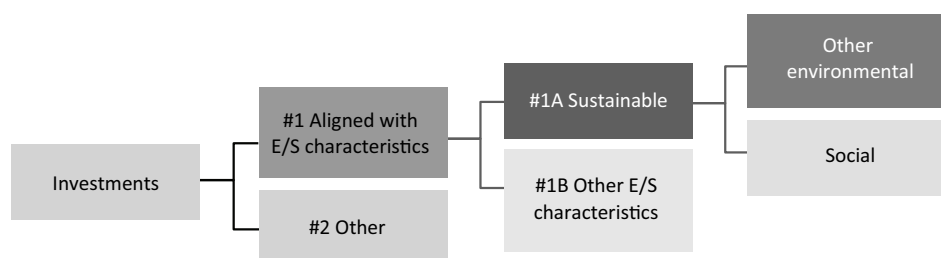 Investments
#1 Aligned with
E/S characteristics
#2 Other
#1A Sustainable
#1B Other E/S
characteristics
Other
environmental
Social